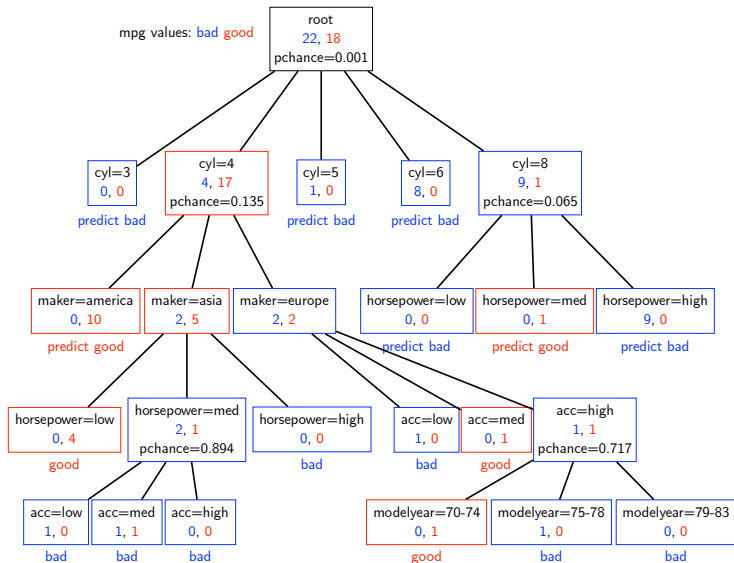 root
mpg values: bad good
22, 18
pchance=0.001
cyl=3
0, 0
predict bad
cyl=4
4, 17
pchance=0.135
cyl=5
1, 0
predict bad
cyl=6
8, 0
predict bad
cyl=8
9, 1
pchance=0.065
maker=america
0, 10
predict good
maker=asia
2, 5
maker=europe
2, 2
horsepower=low
0, 0
predict bad
horsepower=med
0, 1
predict good
horsepower=high
9, 0
predict bad
horsepower=low
0, 4
good
horsepower=med
2, 1
pchance=0.894
horsepower=high
0, 0
bad
acc=low
1, 0
bad
acc=med
0, 1
good
acc=high
1, 1
pchance=0.717
acc=low
1, 0
bad
acc=med
1, 1
bad
acc=high
0, 0
bad
modelyear=70-74
0, 1
good
modelyear=75-78
1, 0
bad
modelyear=79-83
0, 0
bad